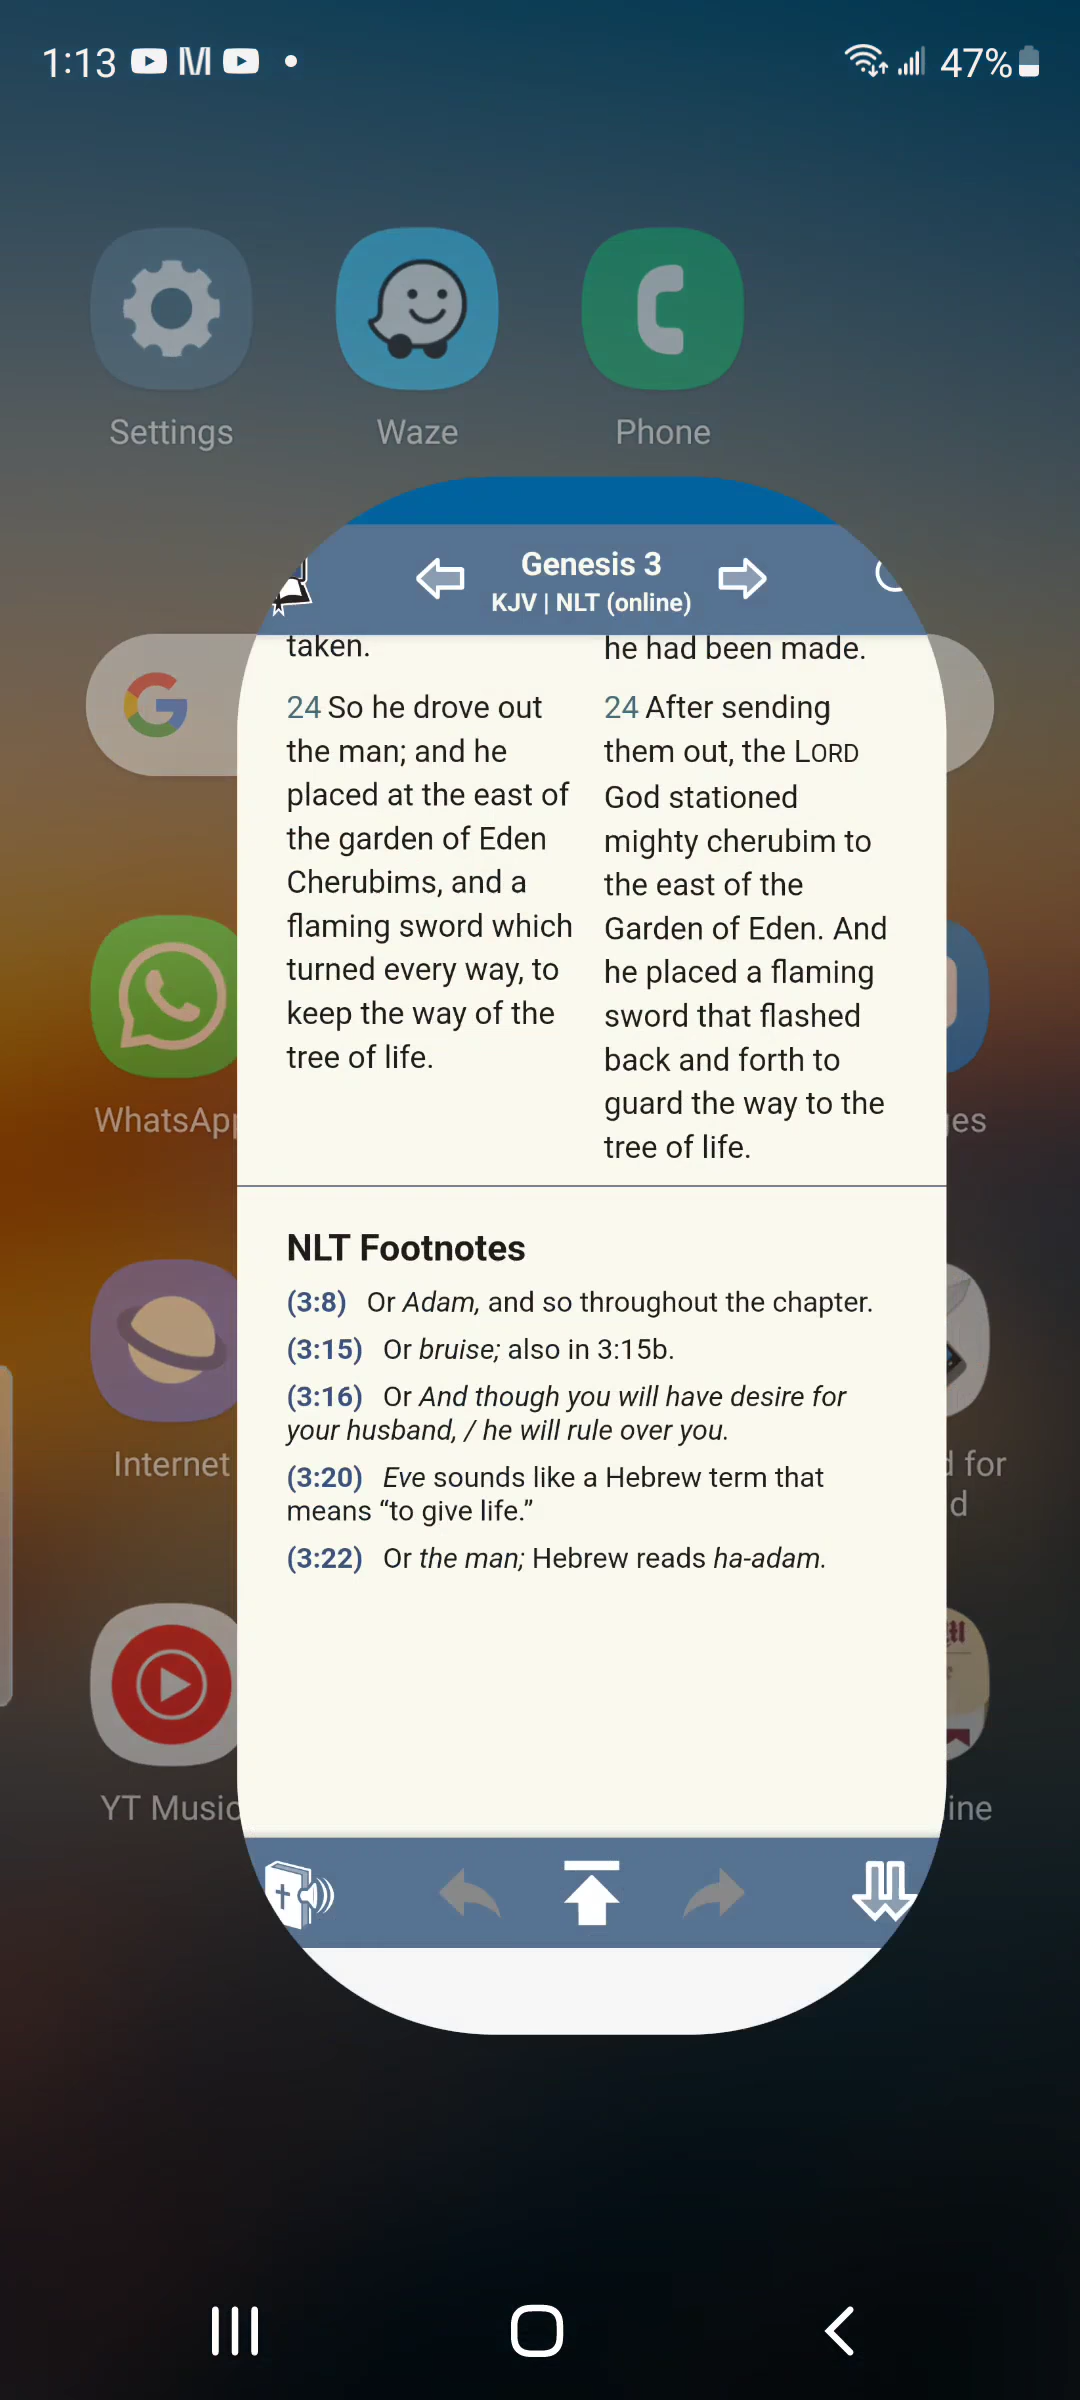 1:13
47%
Settings
Waze
Phone
Genesis 3
KJV | NLT (online)
taken.
24 So he drove out
the man; and he
placed at the east of
the garden of Eden
Cherubims, and a
flaming sword which
turned every way, to
keep the way of the
tree of life.
he had been made.
24 After sending
them out, the LORD
God stationed
mighty cherubim to
the east of the
Garden of Eden. And
he placed a flaming
sword that flashed
back and forth to
guard the way to the
tree of life.
NLT Footnotes
(3:8) Or Adam, and so throughout the chapter.
(3:15) Or bruise; also in 3:15b.
(3:16) Or And though you will have desire for
your husband, / he will rule over you.
(3:20) Eve sounds like a Hebrew term that
means “to give life.”
(3:22) Or the man; Hebrew reads ha-adam.
WhatsApp
Internet
for
YT Music